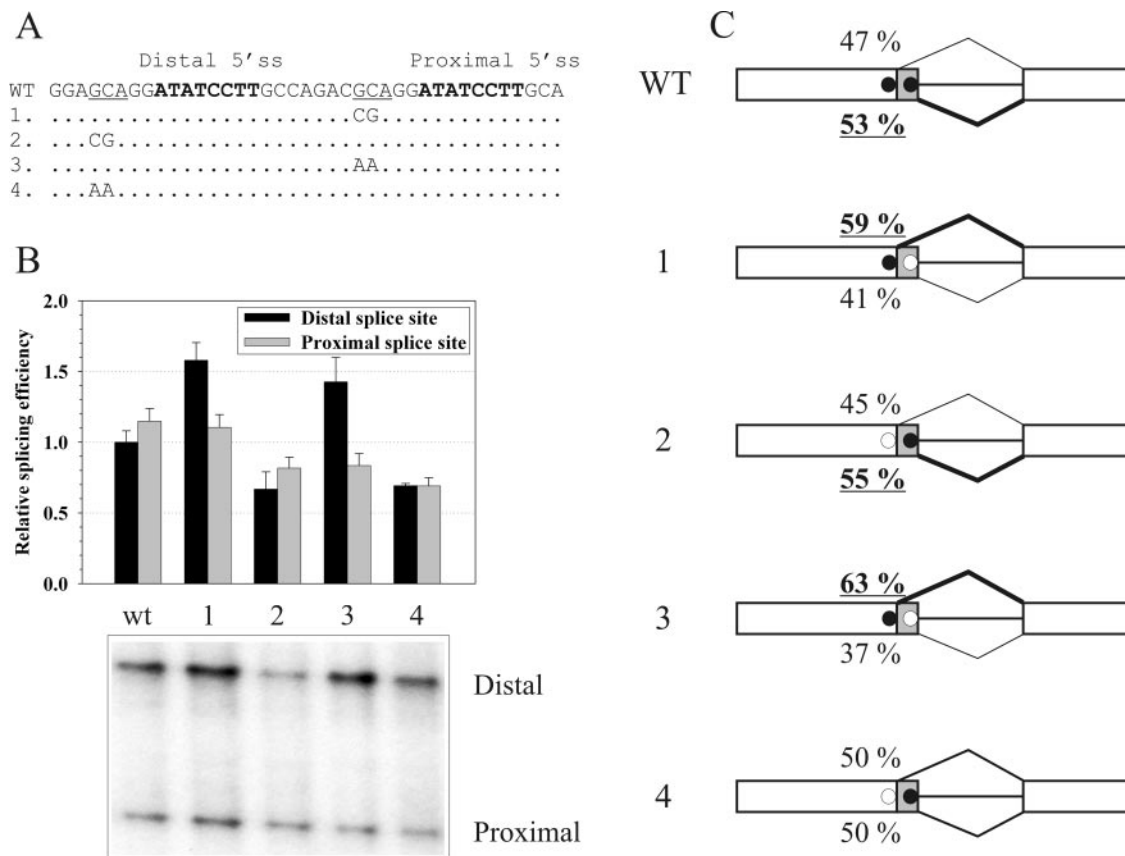 A
Distal 5'ss Proximal 5'ss
WT GGAGCAGGATATCCTTGCCAGACGCAGGATATCCTTGCA
1. .......................CG..............
2. ...CG..................................
3. .......................AA..............
4. ...AA..................................
B
Relative splicing efficiency
2.0
1.5
1.0
0.5
0.0
Distal splice site
Proximal splice site
wt 1 2 3 4
Distal
Proximal
C
47 %
WT
53 %
59 %
1
41 %
45 %
2
55 %
63 %
3
37 %
50 %
4
50 %